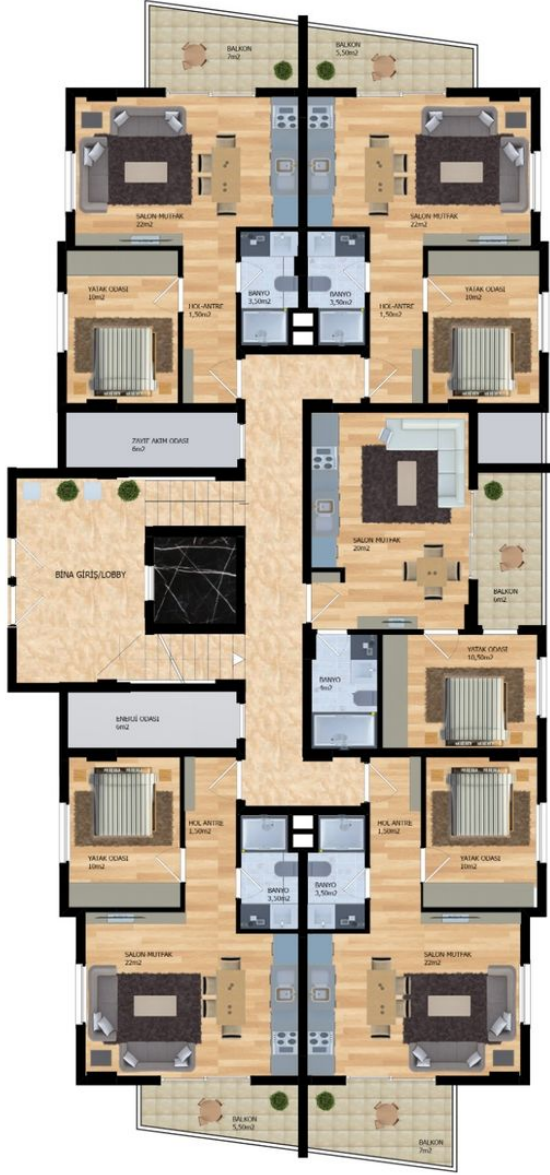 BALKON
7m2
BALKON
5,50m2
SALON MUTFAK
22m2
SALON MUTFAK
22m2
BANYO
3,50m2
BANYO
3,50m2
YATAK ODASI
10m2
HOL-ANTRE
1,50m2
HOL-ANTRE
1,50m2
YATAK ODASI
10m2
ZAYIF AKIM ODASI
6m2
SALON MUTFAK
20m2
BİNA GİRİŞ/LOBBY
BALKON
6m2
YATAK ODASI
10,50m2
BANYO
4m2
ENERJİ ODASI
6m2
HOL ANTRE
1,50m2
HOL ANTRE
1,50m2
YATAK ODASI
10m2
BANYO
3,50m2
BANYO
3,50m2
YATAK ODASI
10m2
SALON MUTFAK
22m2
SALON MUTFAK
22m2
BALKON
5,50m2
BALKON
7m2